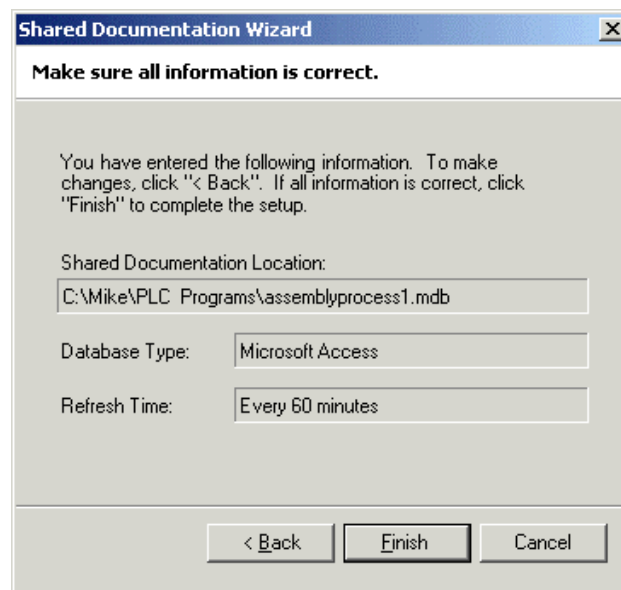 Shared Documentation Wizard
Make sure all information is correct.
You have entered the following information. To make
changes, click "< Back". If all information is correct, click
"Finish" to complete the setup.
Shared Documentation Location:
C:\Mike\PLC Programs\assemblyprocess1.mdb
Database Type: Microsoft Access
Refresh Time: Every 60 minutes
< Back Finish Cancel